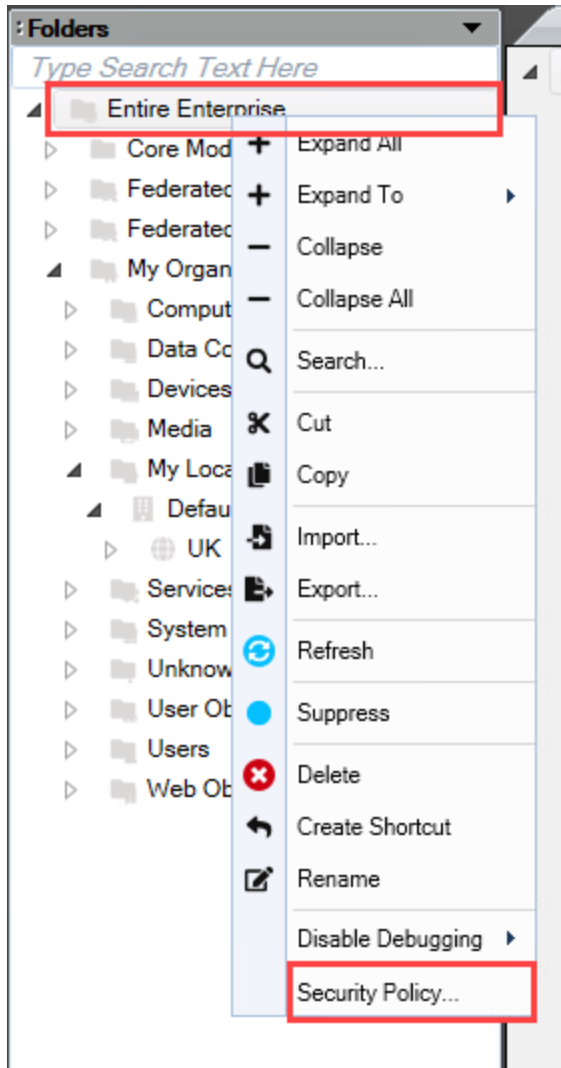 Folders
Type Search Text Here
Entire Enterprise
Core Mod
Federated
Federated
My Organ
Comput
Data Co
Devices
Media
My Loca
Defau
UK
Services
System
Unknow
User Ob
Users
Web Ob
Expand All
Expand To
Collapse
Collapse All
Search...
Cut
Copy
Import...
Export...
Refresh
Suppress
Delete
Create Shortcut
Rename
Disable Debugging
Security Policy...